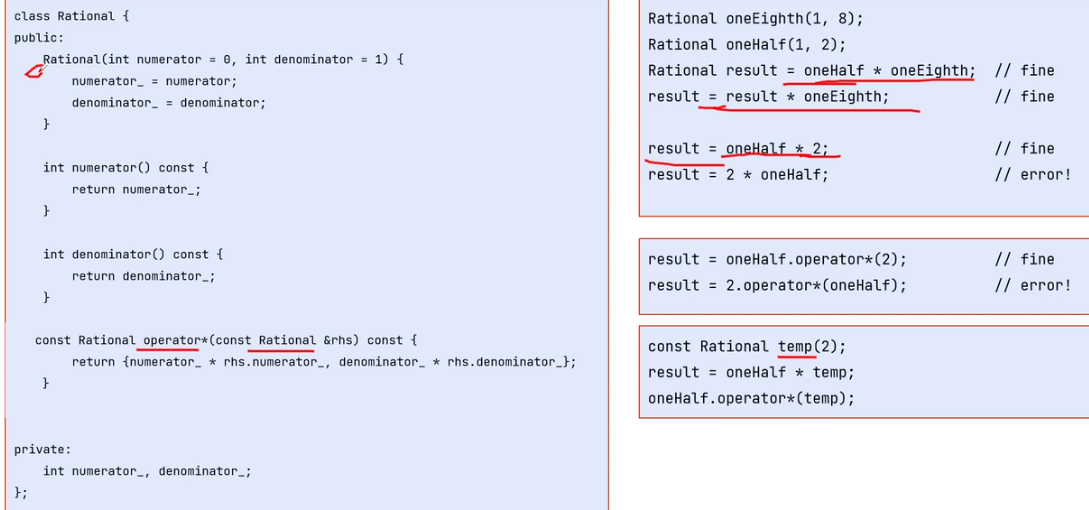 class Rational {
public:
    Rational(int numerator = 0, int denominator = 1) {
        numerator_ = numerator;
        denominator_ = denominator;
    }
    int numerator() const {
        return numerator_;
    }
    int denominator() const {
        return denominator_;
    }
   const Rational operator*(const Rational &rhs) const {
        return {numerator_ * rhs.numerator_, denominator_ * rhs.denominator_};
    }
private:
    int numerator_, denominator_;
};
Rational oneEighth(1, 8);
Rational oneHalf(1, 2);
Rational result = oneHalf * oneEighth;  // fine
result = result * oneEighth;            // fine
result = oneHalf * 2;                   // fine
result = 2 * oneHalf;                   // error!
result = oneHalf.operator*(2);          // fine
result = 2.operator*(oneHalf);          // error!
const Rational temp(2);
result = oneHalf * temp;
oneHalf.operator*(temp);